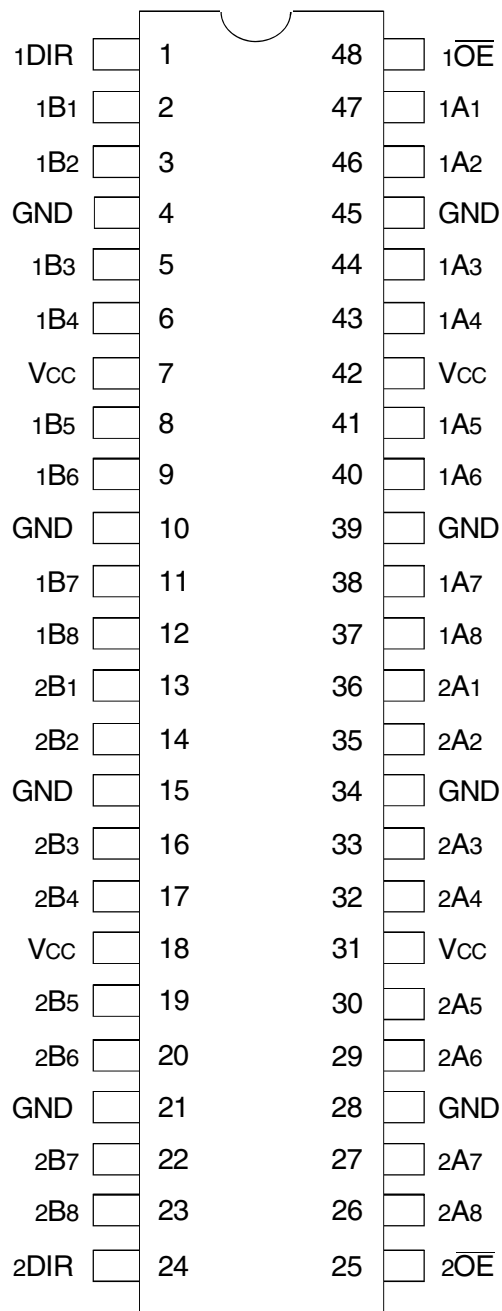 1DIR 1 48 1O̅E̅
1B1 2 47 1A1
1B2 3 46 1A2
GND 4 45 GND
1B3 5 44 1A3
1B4 6 43 1A4
VCC 7 42 VCC
1B5 8 41 1A5
1B6 9 40 1A6
GND 10 39 GND
1B7 11 38 1A7
1B8 12 37 1A8
2B1 13 36 2A1
2B2 14 35 2A2
GND 15 34 GND
2B3 16 33 2A3
2B4 17 32 2A4
VCC 18 31 VCC
2B5 19 30 2A5
2B6 20 29 2A6
GND 21 28 GND
2B7 22 27 2A7
2B8 23 26 2A8
2DIR 24 25 2O̅E̅